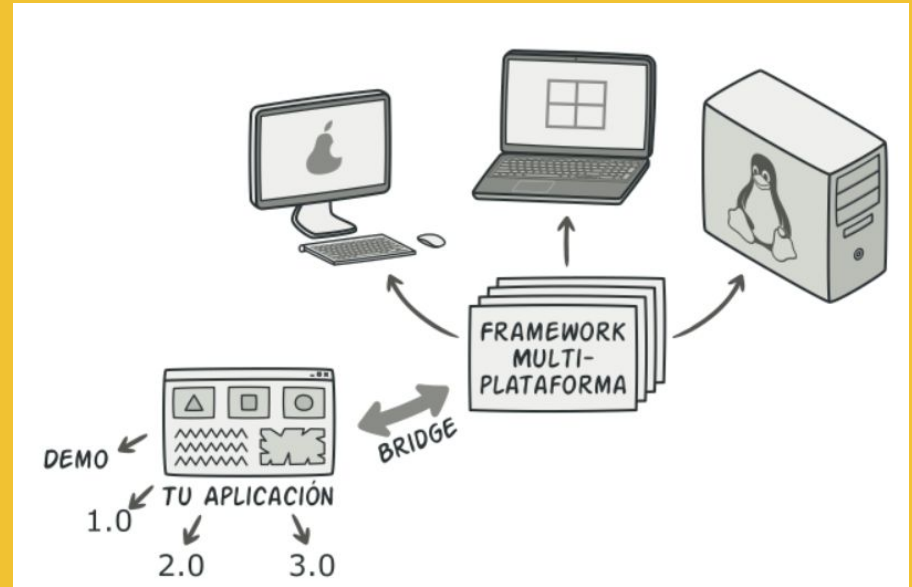 FRAMEWORK
MULTI-
PLATAFORMA
BRIDGE
DEMO
TU APLICACIÓN
1.0
2.0
3.0